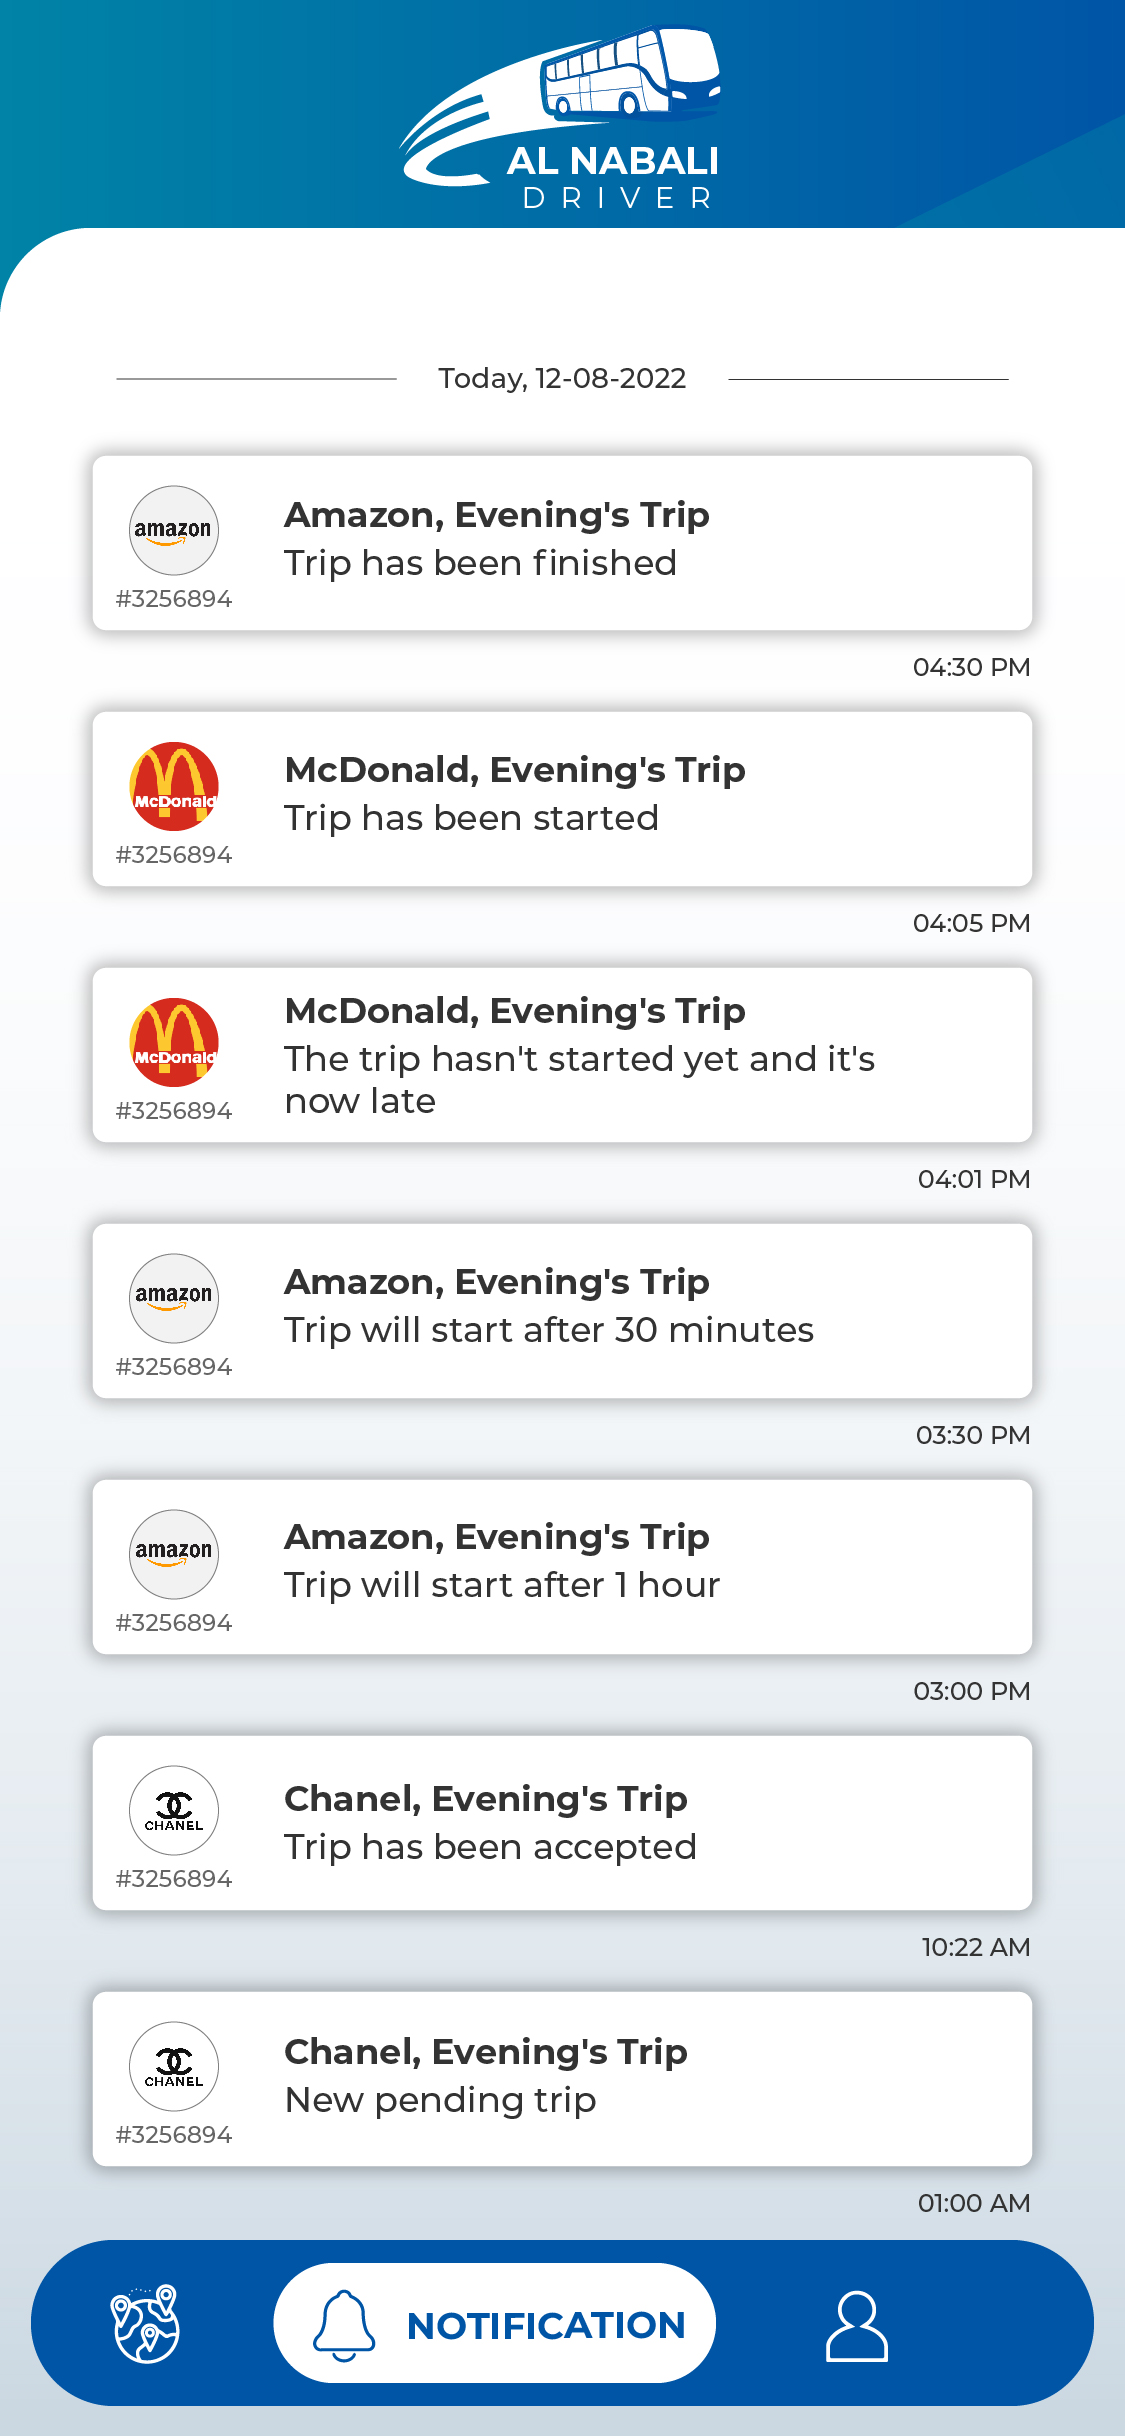 AL NABALI
DRIVER
Today, 12-08-2022
amazon
#3256894
Amazon, Evening's Trip
Trip has been finished
04:30 PM
McDonald
#3256894
McDonald, Evening's Trip
Trip has been started
04:05 PM
McDonald
#3256894
McDonald, Evening's Trip
The trip hasn't started yet and it's
now late
04:01 PM
amazon
#3256894
Amazon, Evening's Trip
Trip will start after 30 minutes
03:30 PM
amazon
#3256894
Amazon, Evening's Trip
Trip will start after 1 hour
03:00 PM
CHANEL
#3256894
Chanel, Evening's Trip
Trip has been accepted
10:22 AM
CHANEL
#3256894
Chanel, Evening's Trip
New pending trip
01:00 AM
NOTIFICATION